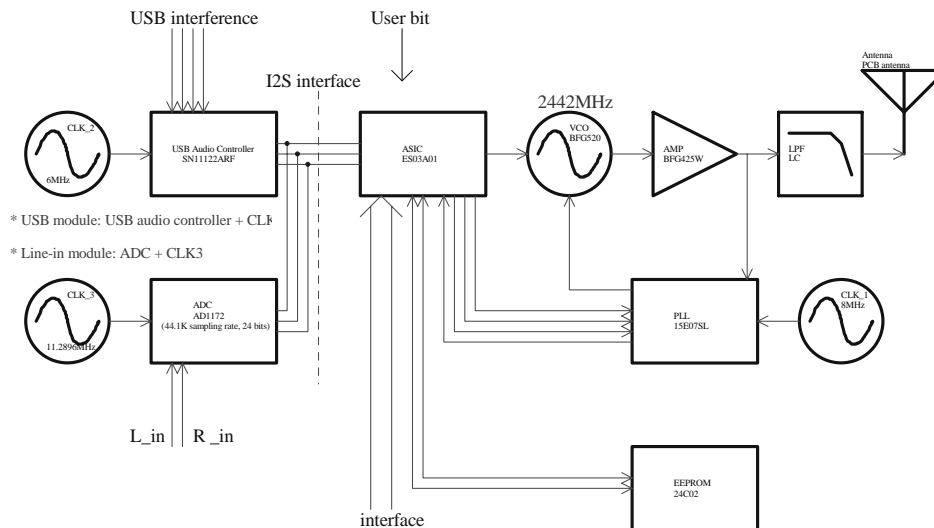 USB interference
User bit
I2S interface
Antenna
PCB antenna
CLK_2
6MHz
USB Audio Controller
SN11122ARF
ASIC
ES03A01
2442MHz
VCO
BFG520
AMP
BFG425W
LPF
LC
* USB module: USB audio controller + CLK
* Line-in module: ADC + CLK3
CLK_3
11.2896MHz
ADC
AD1172
(44.1K sampling rate, 24 bits)
PLL
15E07SL
CLK_1
8MHz
L_in
R _in
EEPROM
24C02
interface